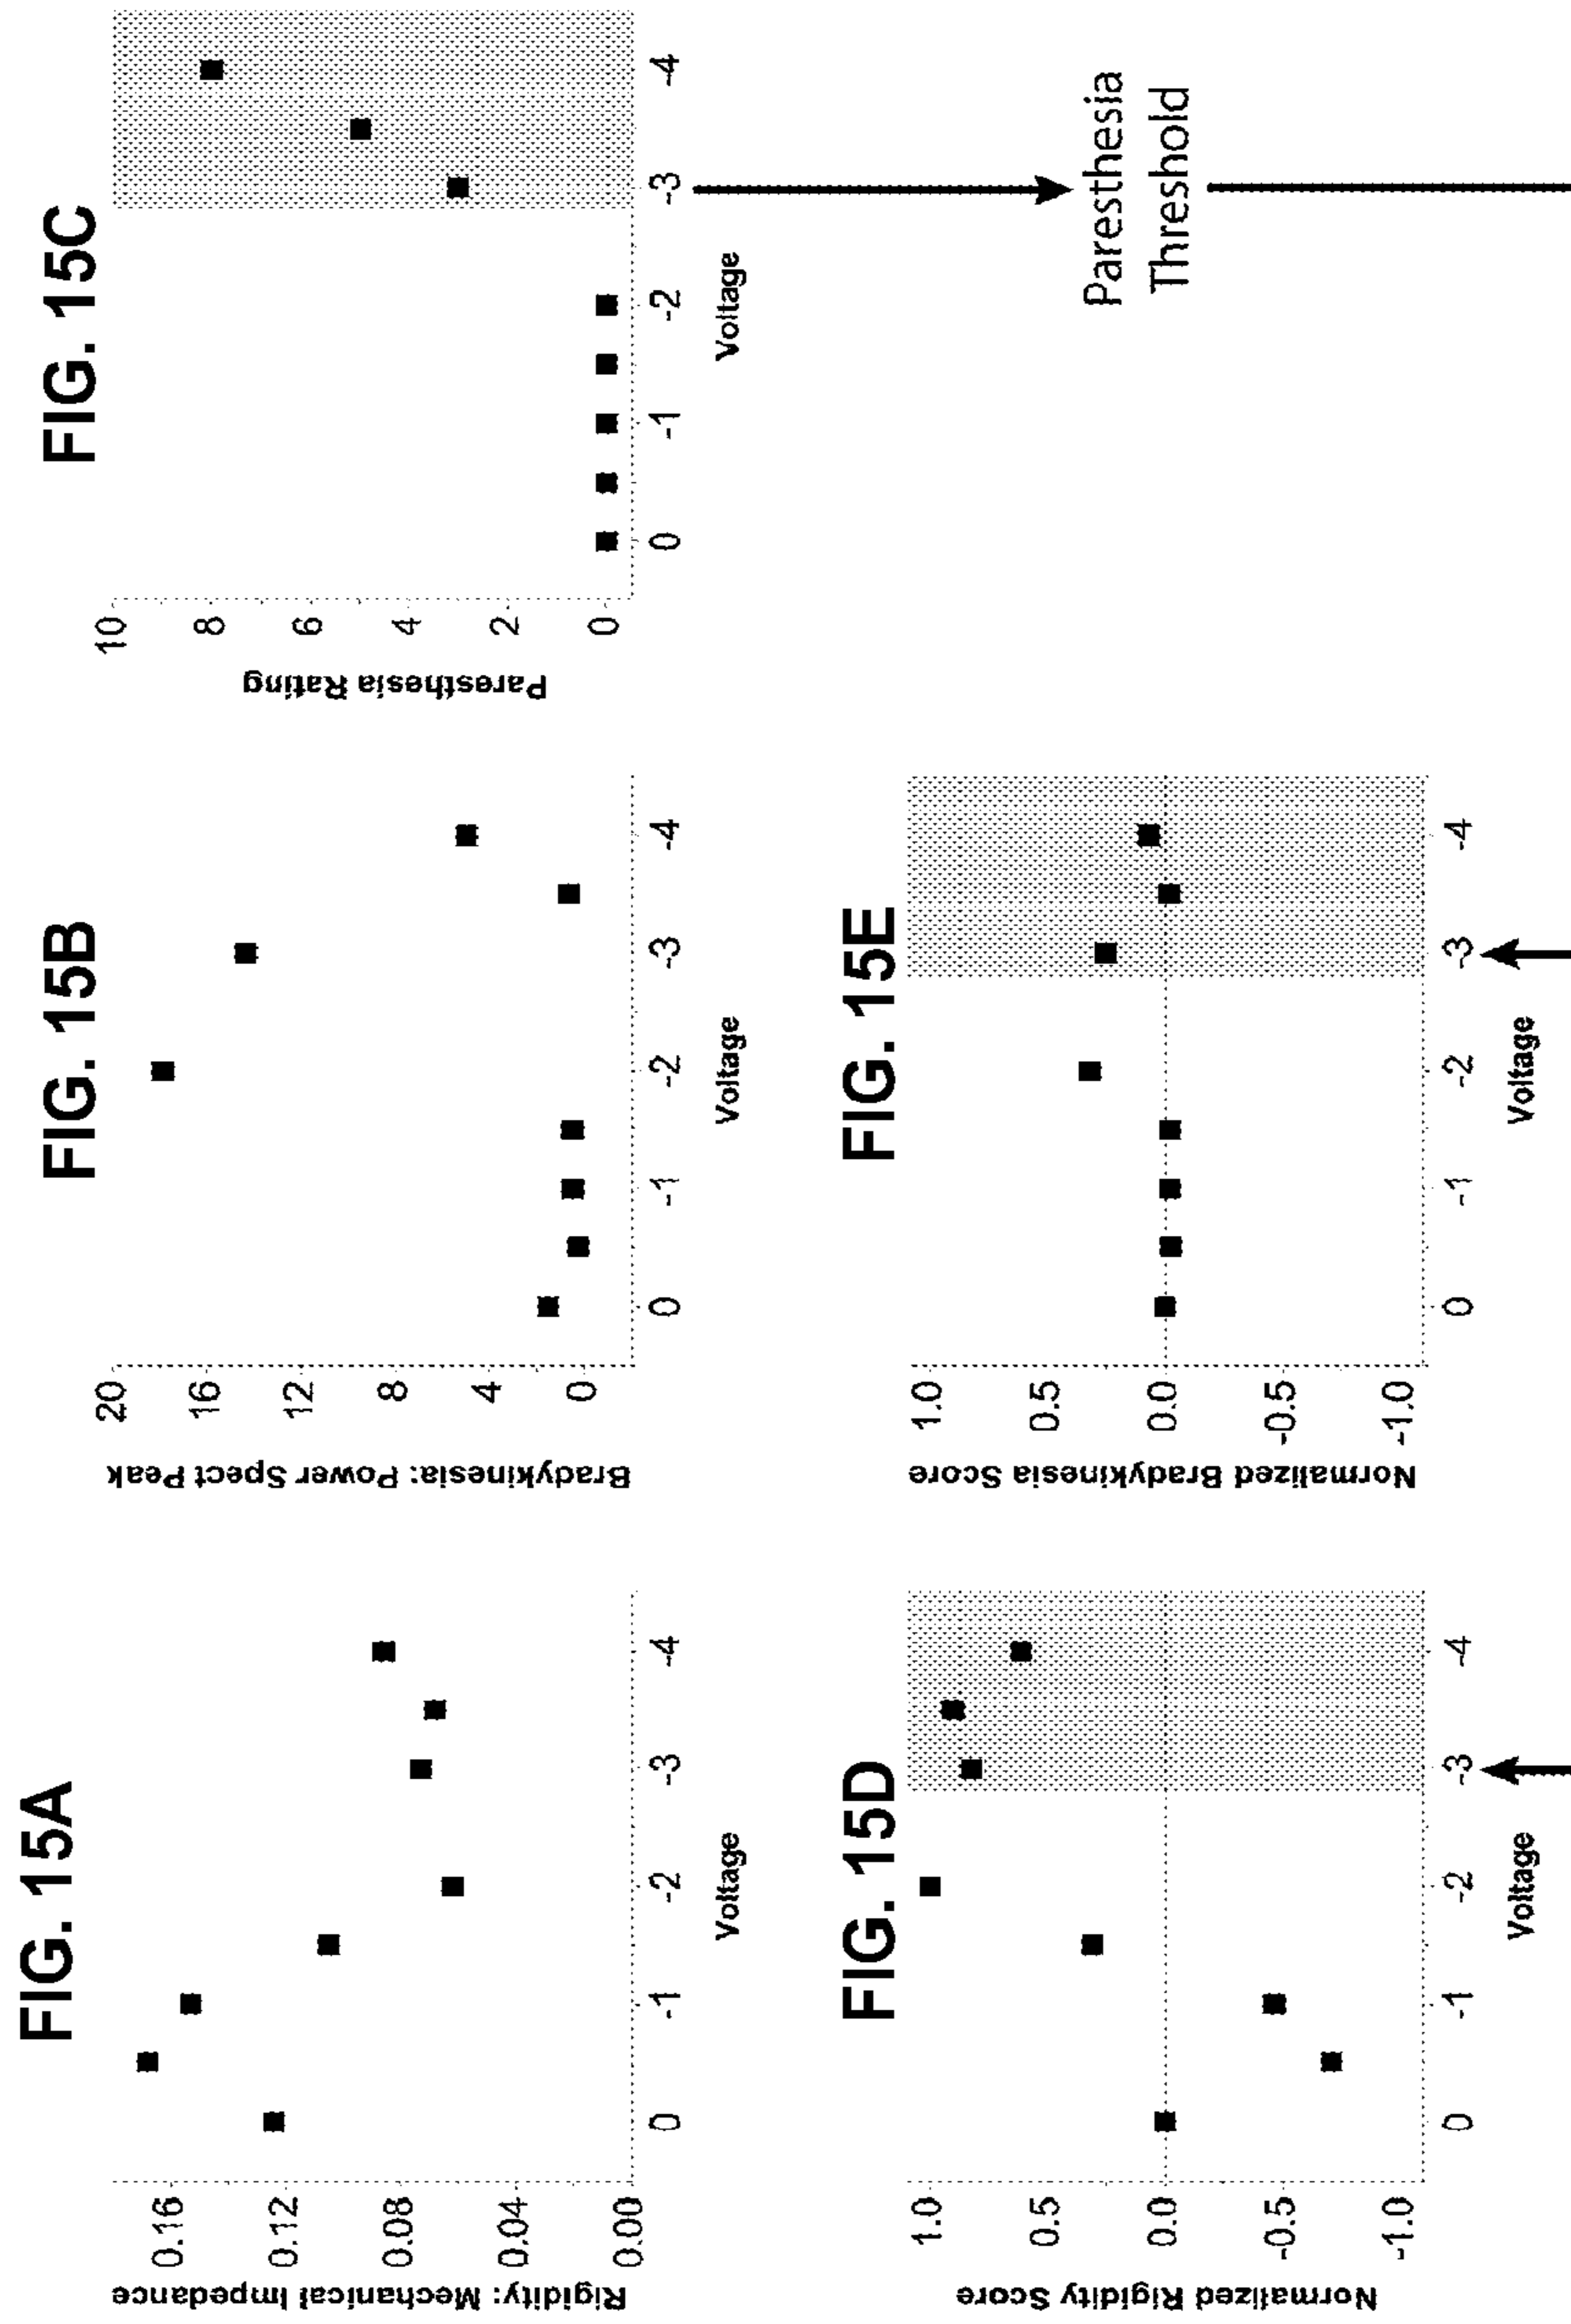 FIG. 15A
Rigidity: Mechanical Impedance
0.16
0.12
0.08
0.04
0.00
0 -1 -2 -3 -4
Voltage
FIG. 15B
Bradykinesia: Power Spect Peak
20
16
12
8
4
0
0 -1 -2 -3 -4
Voltage
FIG. 15C
Paresthesia Rating
10
8
6
4
2
0
0 -1 -2 -3 -4
Voltage
Paresthesia
Threshold
FIG. 15D
Normalized Rigidity Score
1.0
0.5
0.0
-0.5
-1.0
0 -1 -2 -3 -4
Voltage
FIG. 15E
Normalized Bradykinesia Score
1.0
0.5
0.0
-0.5
-1.0
0 -1 -2 -3 -4
Voltage